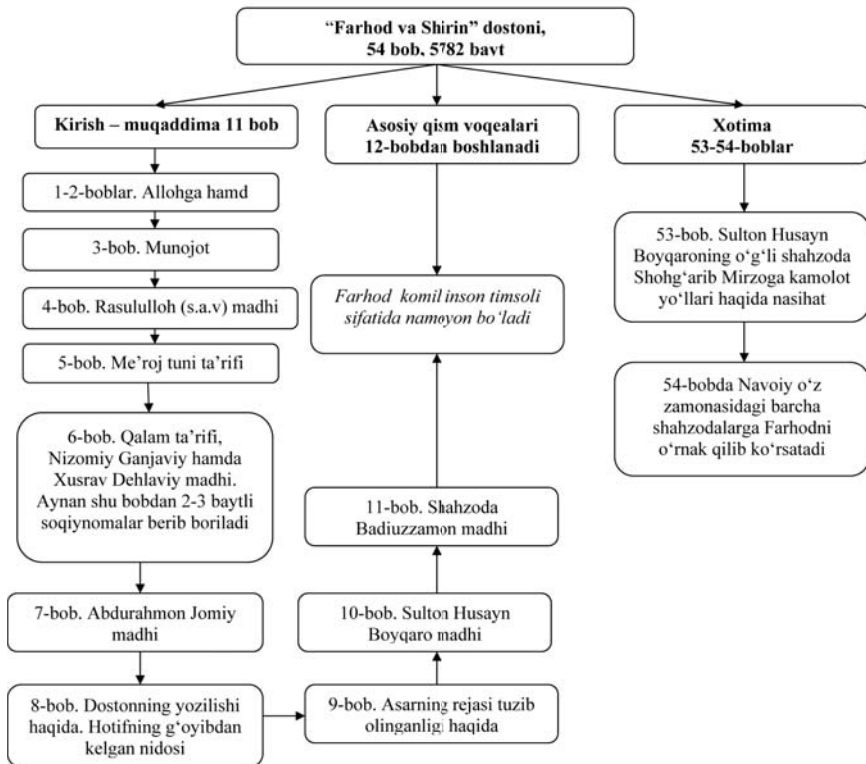 “Farhod va Shirin” dostoni,
54 bob, 5782 bayt
Kirish – muqaddima 11 bob
Asosiy qism voqealari
12-bobdan boshlanadi
Xotima
53-54-boblar
1-2-boblar. Allohga hamd
3-bob. Munojot
4-bob. Rasululloh (s.a.v) madhi
5-bob. Me’roj tuni ta’rifi
6-bob. Qalam ta’rifi,
Nizomiy Ganjaviy hamda
Xusrav Dehlaviy madhi.
Aynan shu bobdan 2-3 baytli
soqiynomalar berib boriladi
7-bob. Abdurahmon Jomiy
madhi
8-bob. Dostonning yozilishi
haqida. Hotifning g‘oyibdan
kelgan nidosi
9-bob. Asarning rejasi tuzib
olinganligi haqida
10-bob. Sulton Husayn
Boyqaro madhi
11-bob. Shahzoda
Badiuzzamon madhi
Farhod komil inson timsoli
sifatida namoyon bo‘ladi
53-bob. Sulton Husayn
Boyqaroning o‘g‘li shahzoda
Shohg‘arib Mirzoga kamolot
yo‘llari haqida nasihat
54-bobda Navoiy o‘z
zamonasidagi barcha
shahzodalarga Farhodni
o‘rnak qilib ko‘rsatadi